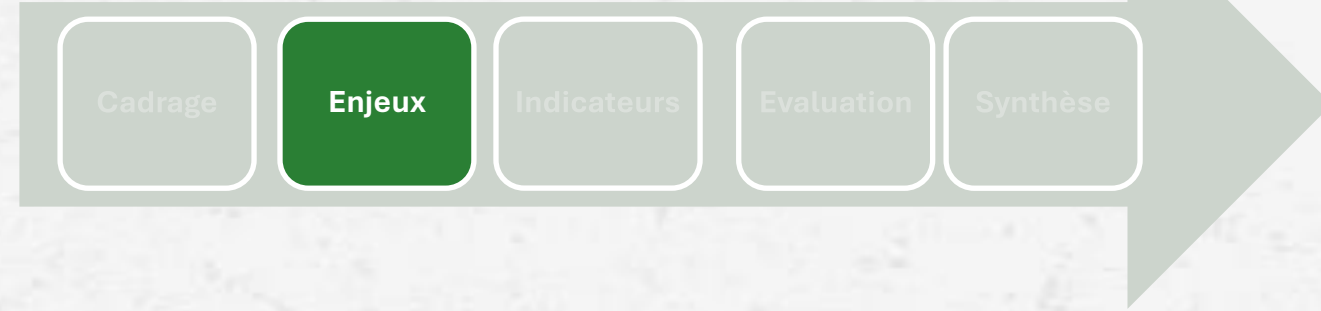 Cadrage
Enjeux
Indicateurs
Evaluation
Synthèse